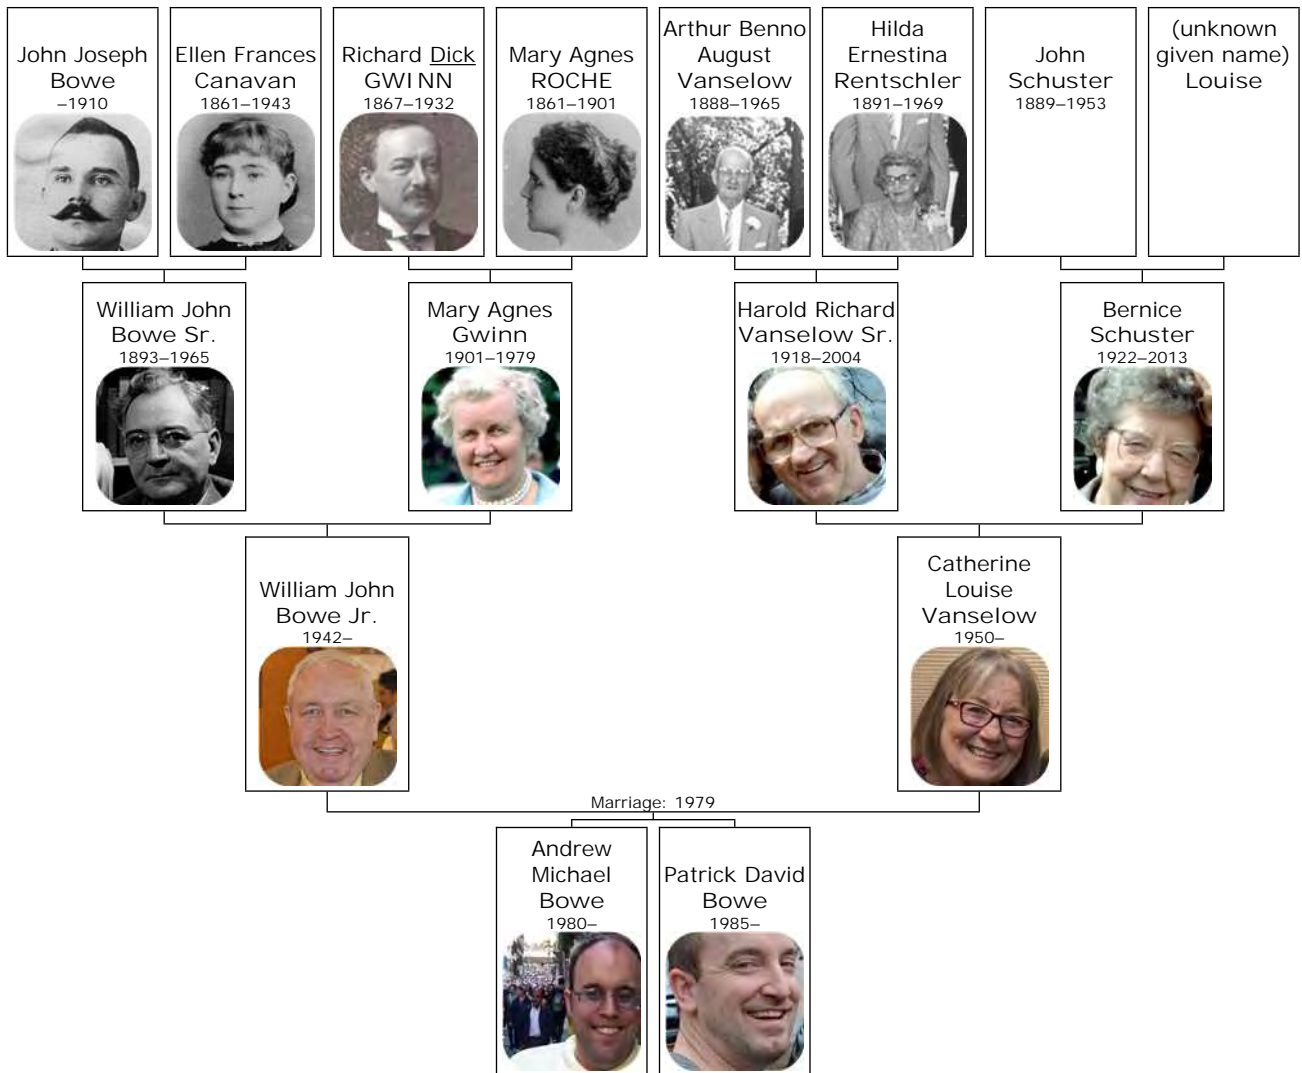 John Joseph
Bowe
–1910
Ellen Frances
Canavan
1861–1943
Richard Dick
GWINN
1867–1932
Mary Agnes
ROCHE
1861–1901
Arthur Benno
August
Vanselow
1888–1965
Hilda
Ernestina
Rentschler
1891–1969
John
Schuster
1889–1953
(unknown
given name)
Louise
William John
Bowe Sr.
1893–1965
Mary Agnes
Gwinn
1901–1979
Harold Richard
Vanselow Sr.
1918–2004
Bernice
Schuster
1922–2013
William John
Bowe Jr.
1942–
Catherine
Louise
Vanselow
1950–
Marriage: 1979
Andrew
Michael
Bowe
1980–
Patrick David
Bowe
1985–